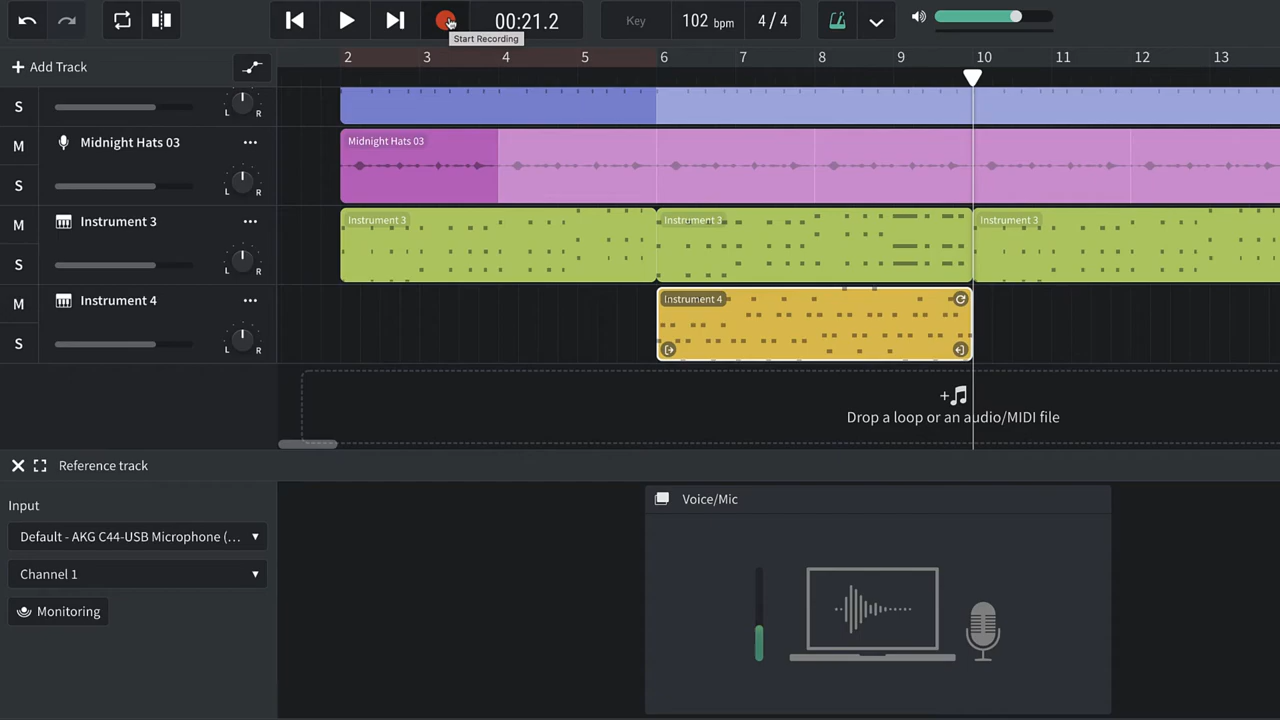 00:21.2
Key
102 bpm
4/4
Start Recording
+ Add Track
2 3 4 5 6 7 8 9 10 11 12 13
S
L R
M
Midnight Hats 03
...
S
L R
Midnight Hats 03
M
Instrument 3
...
S
L R
Instrument 3
Instrument 3
Instrument 3
M
Instrument 4
...
S
L R
Instrument 4
+
Drop a loop or an audio/MIDI file
Reference track
Input
Default - AKG C44-USB Microphone (...
Channel 1
Monitoring
Voice/Mic